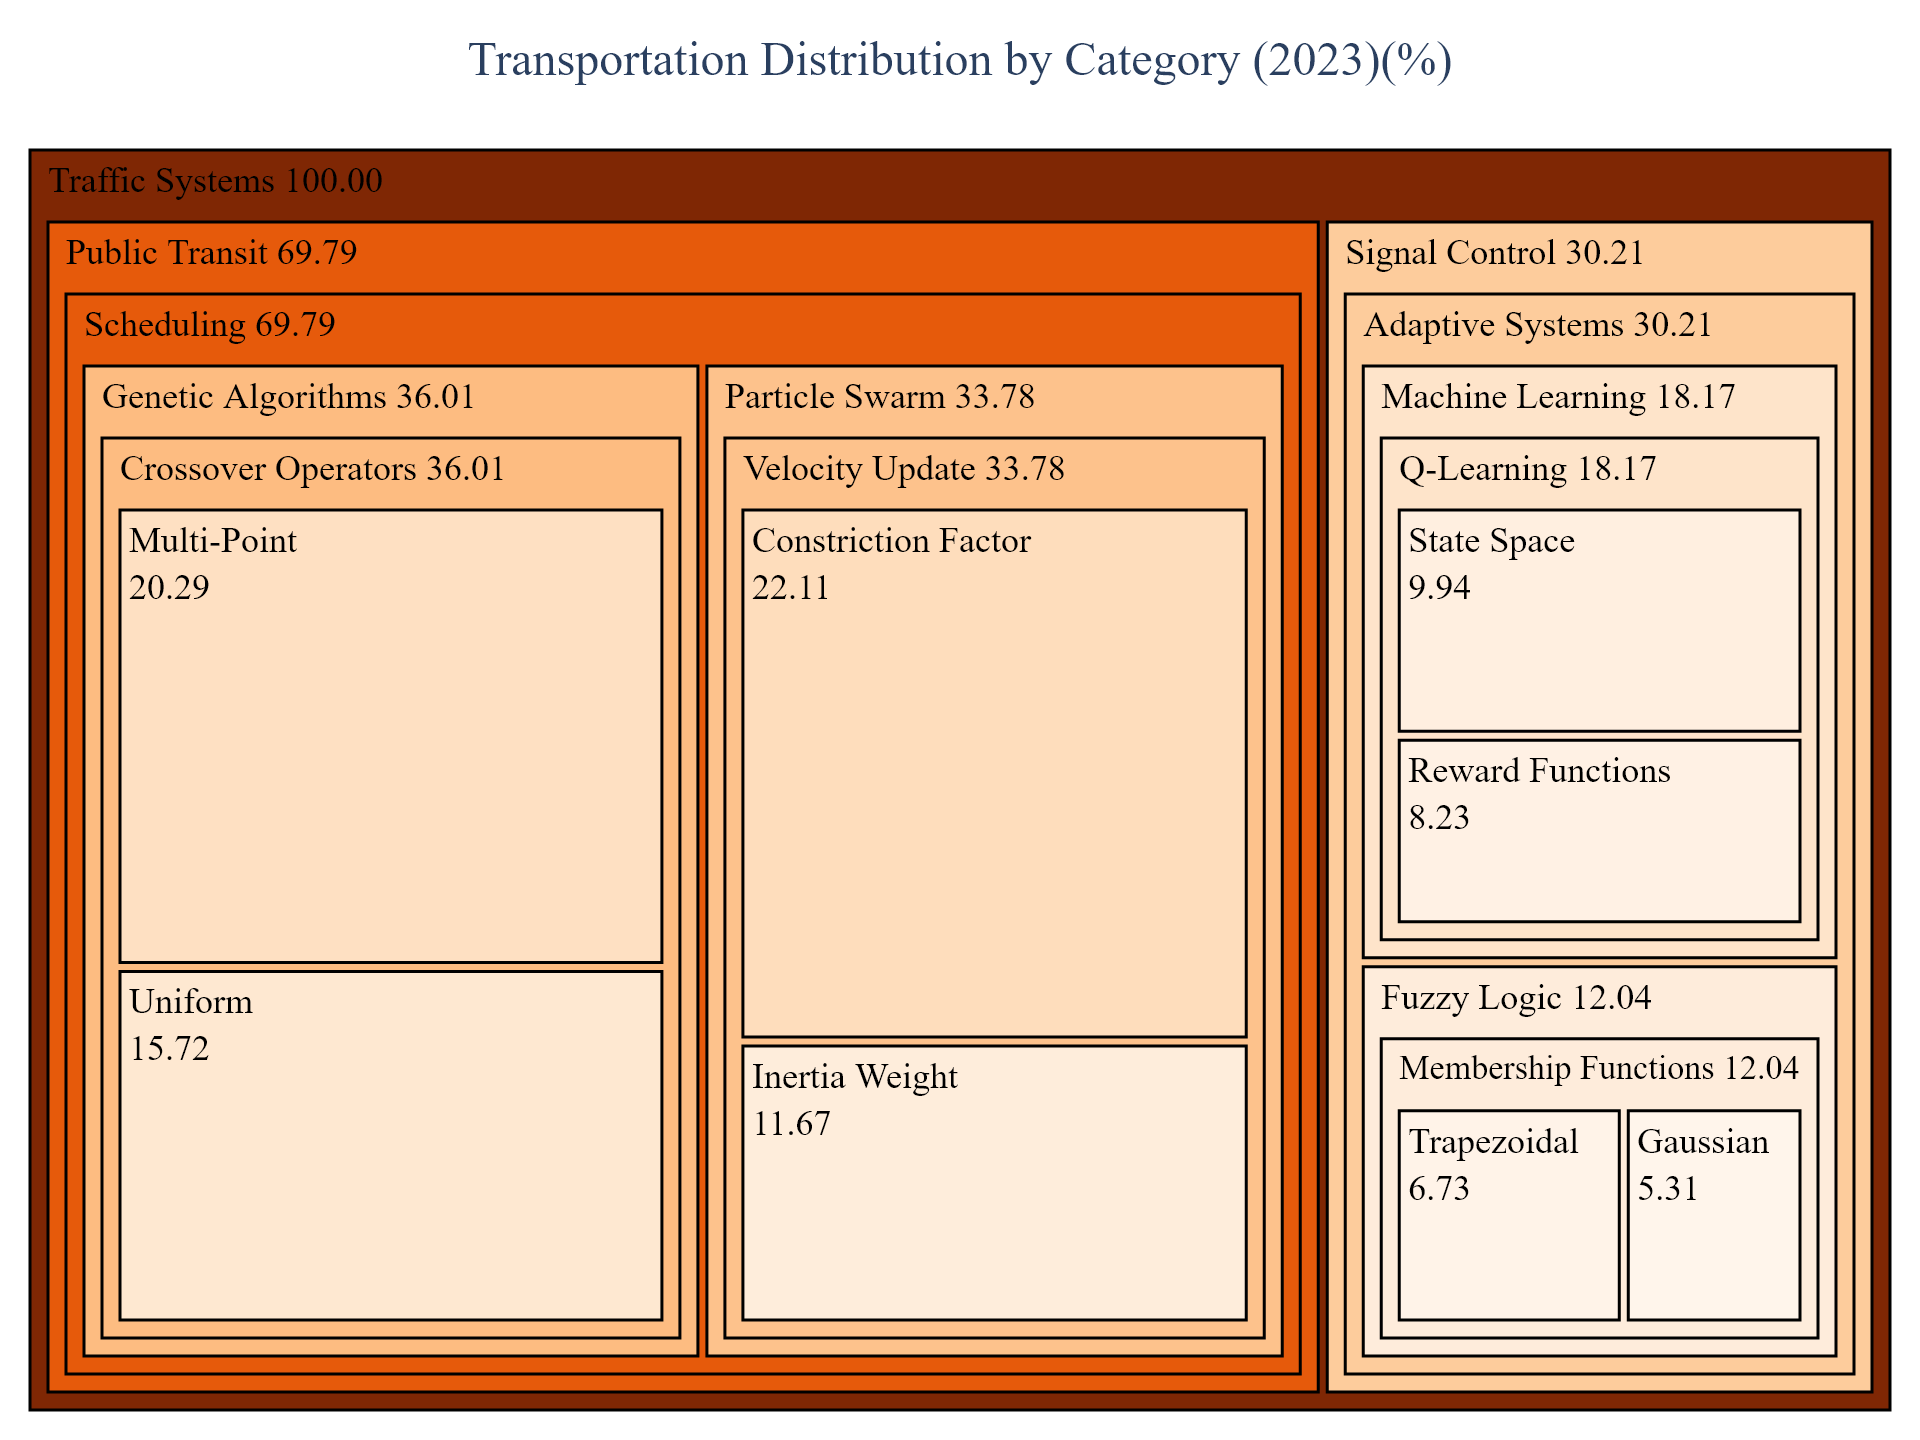 Transportation Distribution by Category (2023)(%)
Traffic Systems 100.00
Public Transit 69.79
Scheduling 69.79
Genetic Algorithms 36.01
Crossover Operators 36.01
Multi-Point
20.29
Uniform
15.72
Particle Swarm 33.78
Velocity Update 33.78
Constriction Factor
22.11
Inertia Weight
11.67
Signal Control 30.21
Adaptive Systems 30.21
Machine Learning 18.17
Q-Learning 18.17
State Space
9.94
Reward Functions
8.23
Fuzzy Logic 12.04
Membership Functions 12.04
Trapezoidal
6.73
Gaussian
5.31